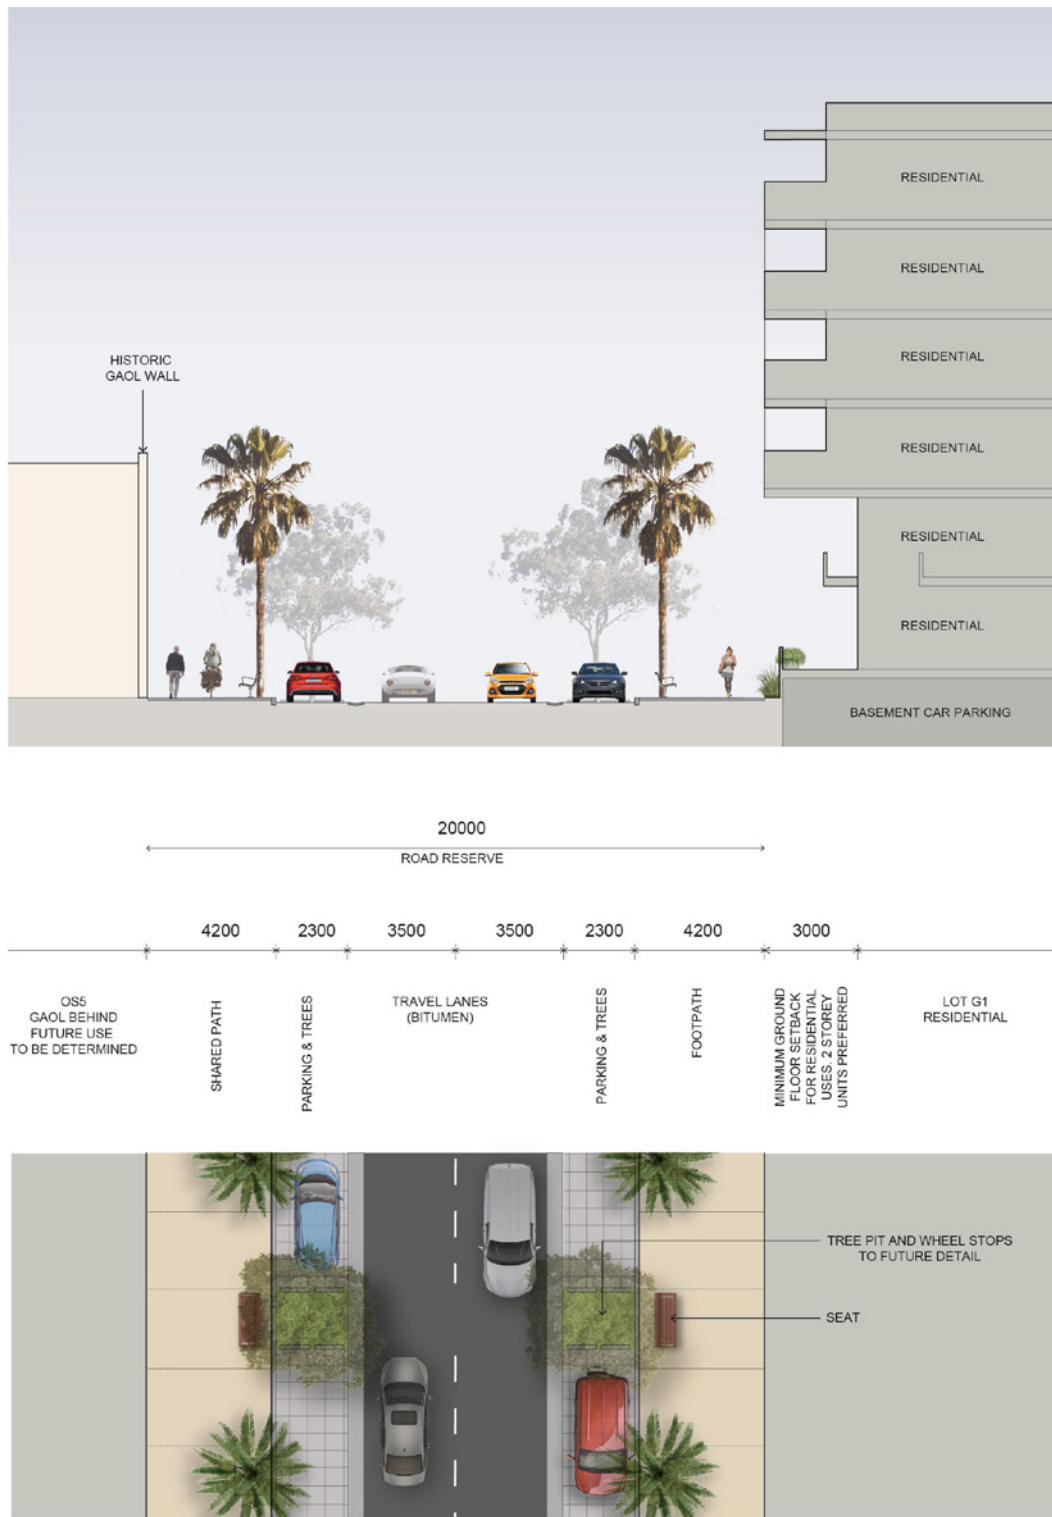 RESIDENTIAL
RESIDENTIAL
RESIDENTIAL
HISTORIC
GAOL WALL
RESIDENTIAL
RESIDENTIAL
RESIDENTIAL
BASEMENT CAR PARKING
20000
ROAD RESERVE
4200
2300
3500
3500
2300
4200
3000
OS5
GAOL BEHIND
FUTURE USE
TO BE DETERMINED
SHARED PATH
PARKING & TREES
TRAVEL LANES
(BITUMEN)
PARKING & TREES
FOOTPATH
MINIMUM GROUND
FLOOR SETBACK
FOR RESIDENTIAL
USES. 2 STOREY
UNITS PREFERRED
LOT G1
RESIDENTIAL
TREE PIT AND WHEEL STOPS
TO FUTURE DETAIL
SEAT